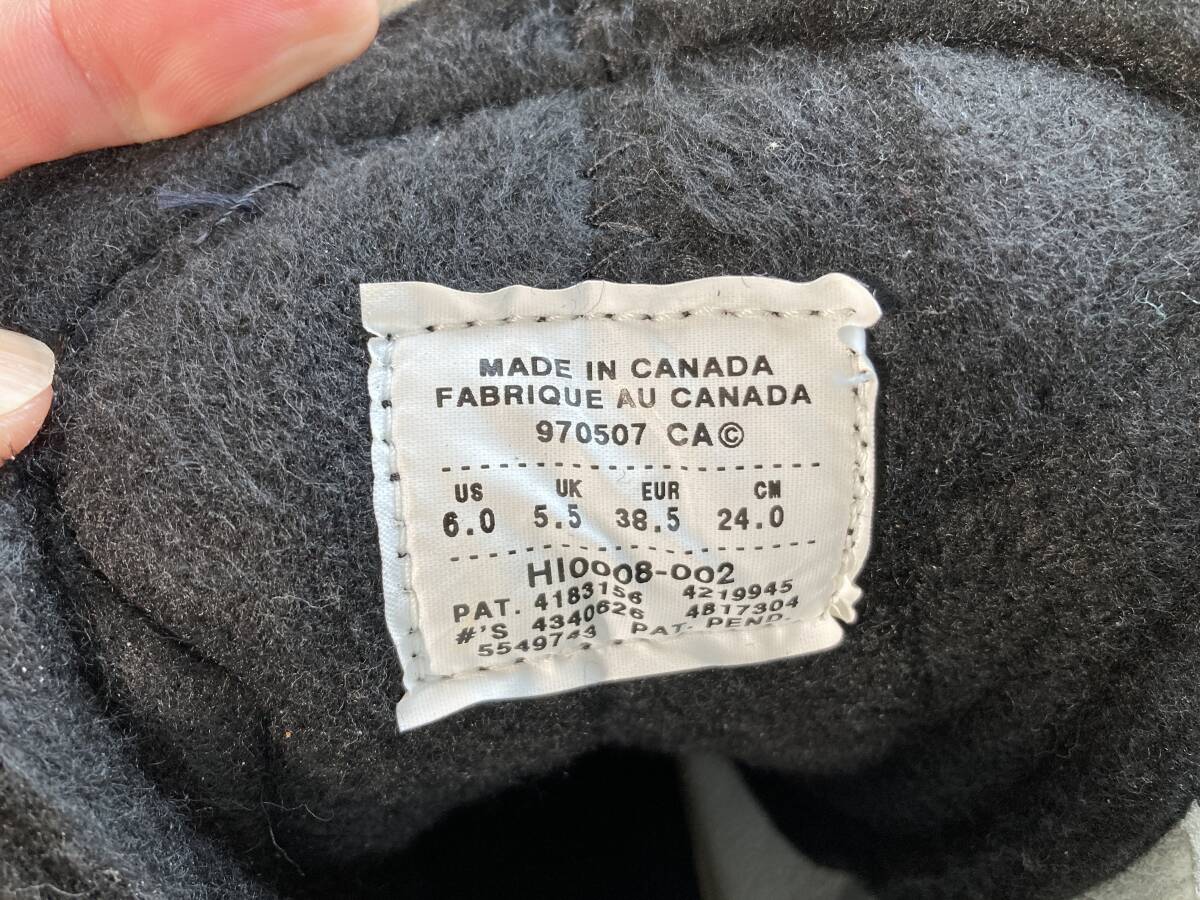 MADE IN CANADA
FABRIQUE AU CANADA
970507 CA©
US UK EUR CM
6.0 5.5 38.5 24.0
HI0008-002
PAT. 4183156 4219945
#'S 4340626 4817304
5549743 PAT. PEND.